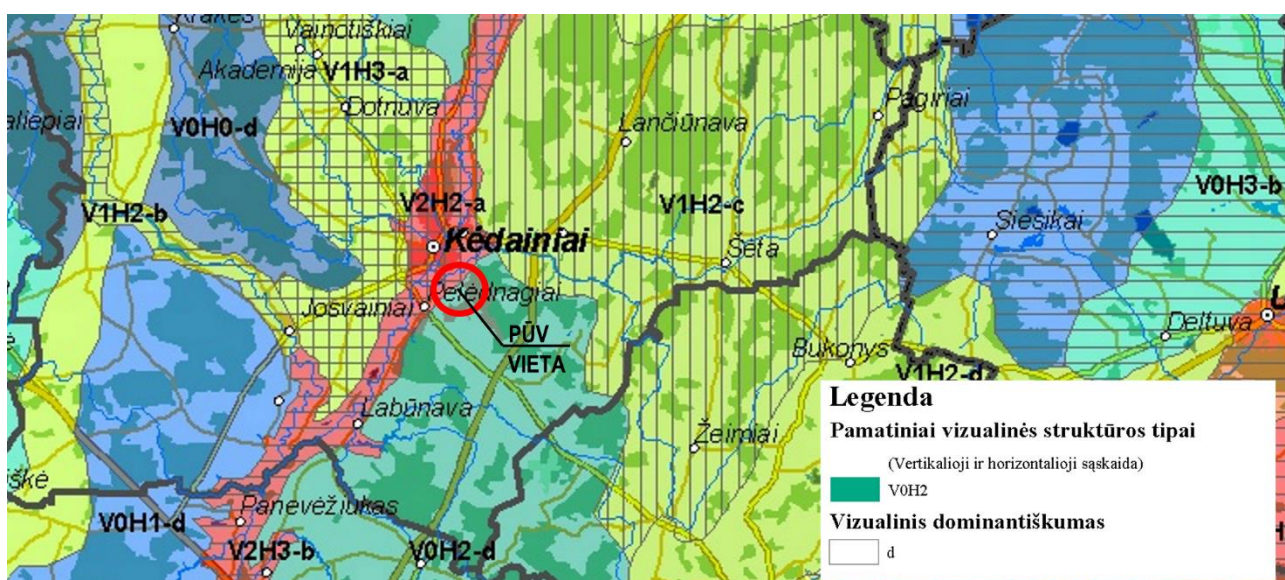 Krakės
Vainotiškiai
Akademija
V1H3-a
Dotnuva
V0H0-d
Lančiūnava
Pagiriai
V0H3-b
V1H2-b
V2H2-a
V1H2-c
Kėdainiai
Šėta
Siesikai
Josvainiai
Pelėdnagiai
PŪV
VIETA
Deltuva
Bukonys
V1H2-d
Labūnava
Žeimiai
Panevėžiukas
V0H1-d
V2H3-b
V0H2-d
Legenda
Pamatiniai vizualinės struktūros tipai
(Vertikalioji ir horizontalioji sąskaida)
V0H2
Vizualinis dominantiškumas
d